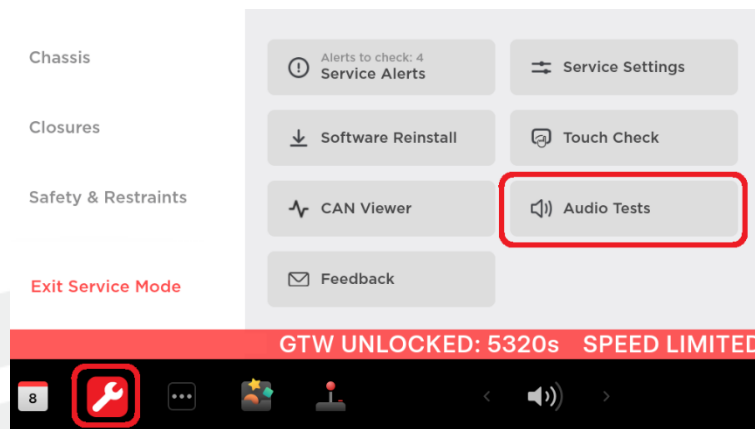 Chassis
Closures
Safety & Restraints
Exit Service Mode
Alerts to check: 4
Service Alerts
Service Settings
Software Reinstall
Touch Check
CAN Viewer
Audio Tests
Feedback
GTW UNLOCKED: 5320s SPEED LIMITED
8